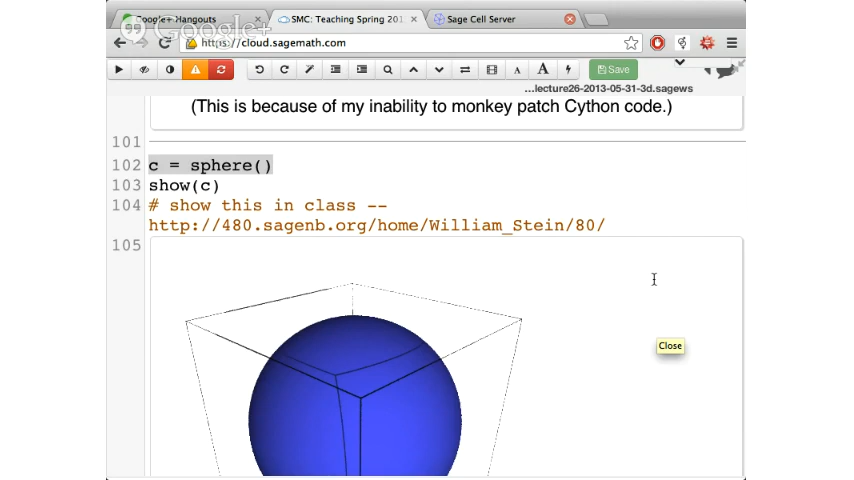 Google+ Hangouts
SMC: Teaching Spring 201
Sage Cell Server
Google+
https://cloud.sagemath.com
A
A
Save
...lecture26-2013-05-31-3d.sagews
(This is because of my inability to monkey patch Cython code.)
101
102 c = sphere()
103 show(c)
104 # show this in class --
http://480.sagenb.org/home/William_Stein/80/
105
Close